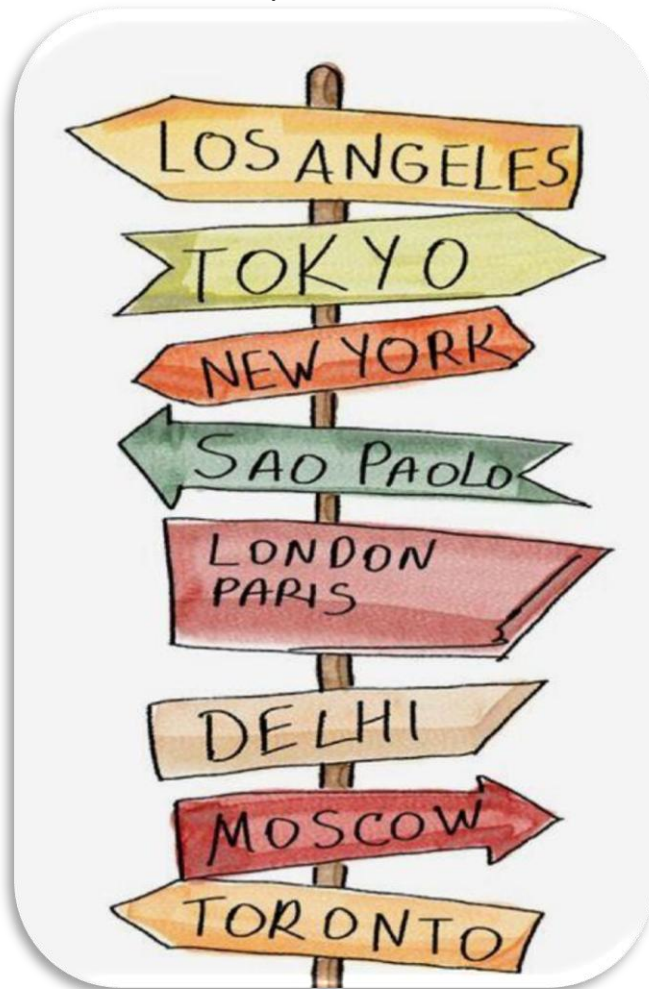 LOS ANGELES
TOKYO
NEW YORK
SAO PAOLO
LONDON
PARIS
DELHI
MOSCOW
TORONTO